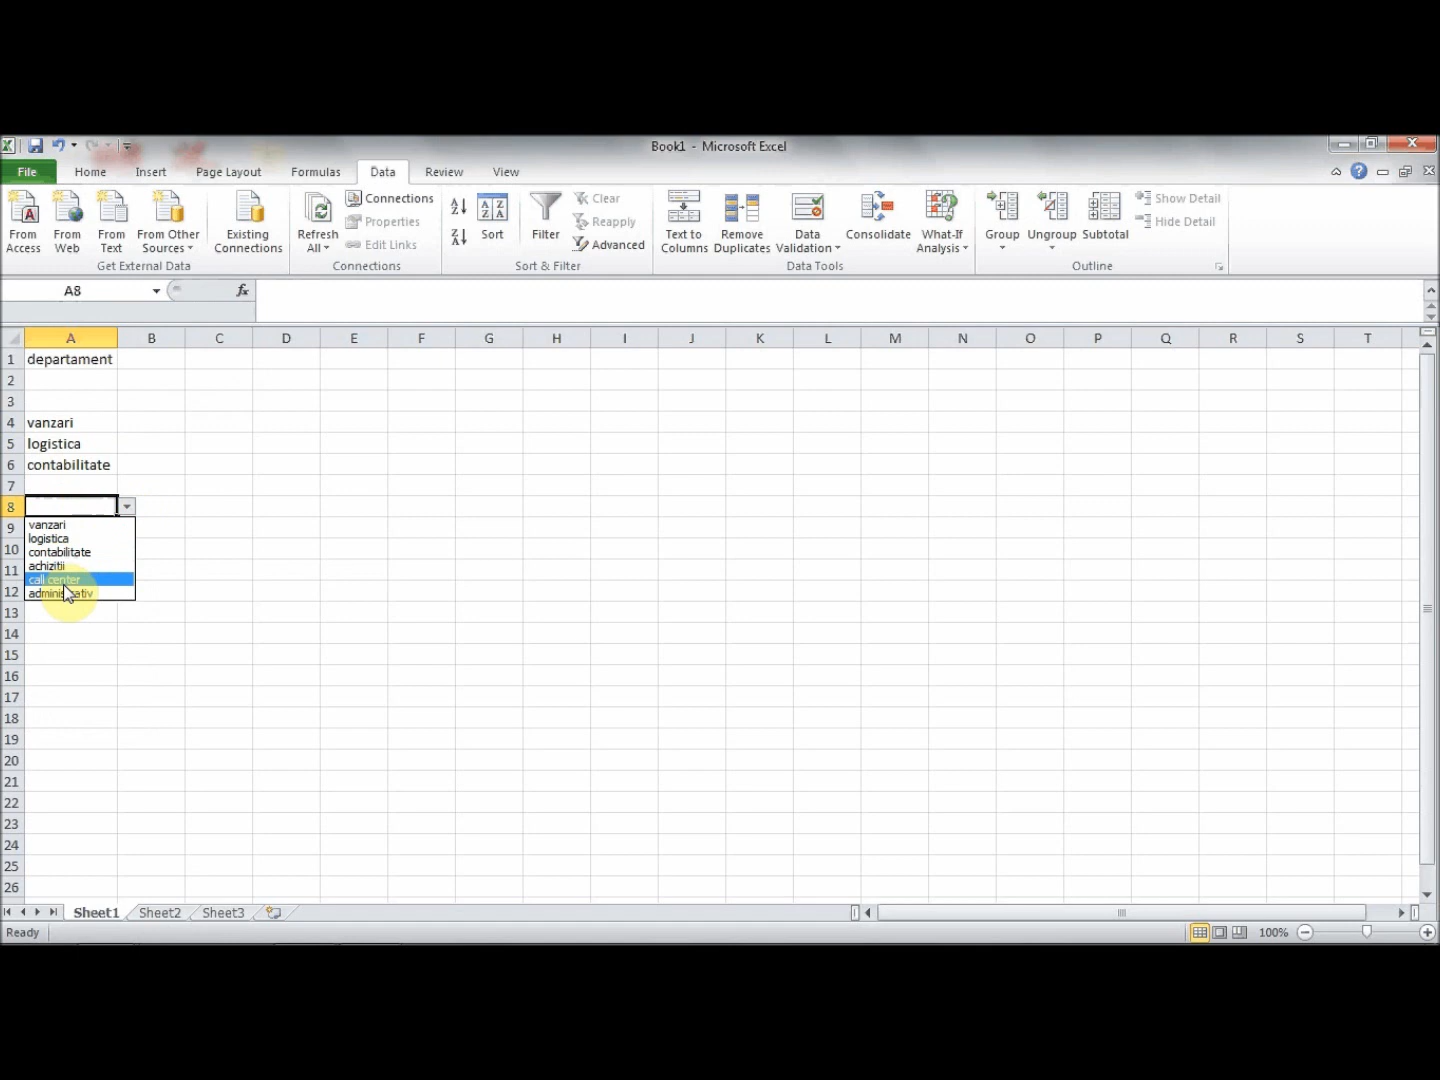 Book1 - Microsoft Excel
File Home Insert Page Layout Formulas Data Review View
From Access
From Web
From Text
From Other Sources
Existing Connections
Get External Data
Refresh All
Connections
Properties
Edit Links
Connections
Sort
Filter
Clear
Reapply
Advanced
Sort & Filter
Text to Columns
Remove Duplicates
Data Validation
Consolidate
What-If Analysis
Data Tools
Group
Ungroup
Subtotal
Show Detail
Hide Detail
Outline
A8 fx
A B C D E F G H I J K L M N O P Q R S T
1 departament
2
3
4 vanzari
5 logistica
6 contabilitate
7
8
9 vanzari
logistica
10 contabilitate
11 achizitii
call center
12 administrativ
13
14
15
16
17
18
19
20
21
22
23
24
25
26
Sheet1 Sheet2 Sheet3
Ready 100%